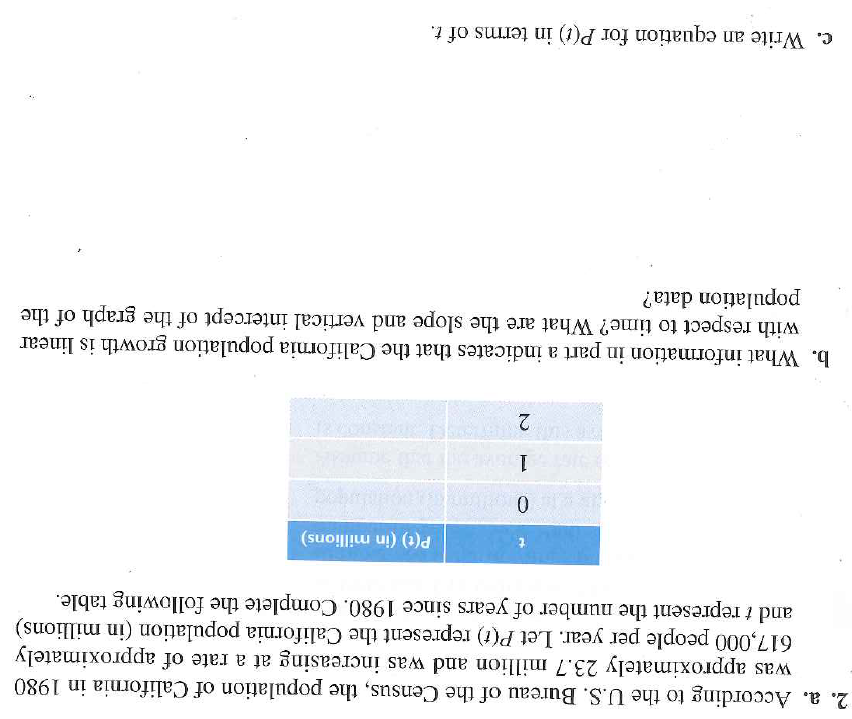 2. a. According to the U.S. Bureau of the Census, the population of California in 1980
was approximately 23.7 million and was increasing at a rate of approximately
617,000 people per year. Let P(t) represent the California population (in millions)
and t represent the number of years since 1980. Complete the following table.
t P(t) (in millions)
0
1
2
b. What information in part a indicates that the California population growth is linear
with respect to time? What are the slope and vertical intercept of the graph of the
population data?
c. Write an equation for P(t) in terms of t.